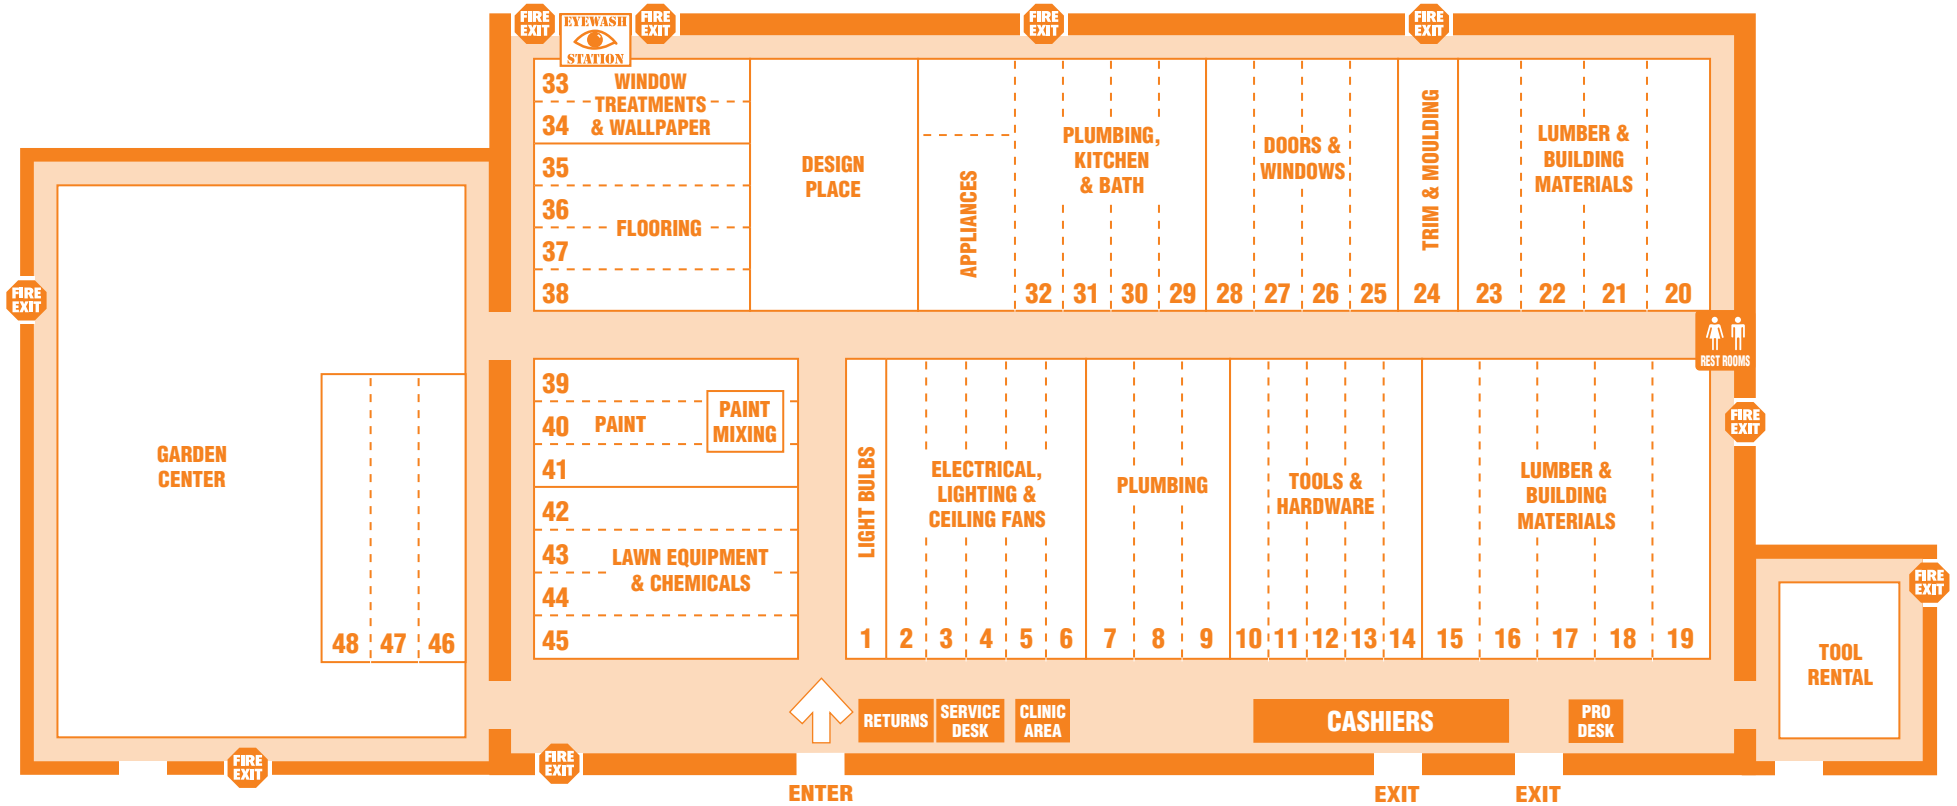 FIRE
EXIT
EYEWASH
STATION
FIRE
EXIT
FIRE
EXIT
FIRE
EXIT
33
WINDOW
TREATMENTS
34
& WALLPAPER
35
36
FLOORING
37
38
DESIGN
PLACE
APPLIANCES
PLUMBING,
KITCHEN
& BATH
32 31 30 29
DOORS &
WINDOWS
28 27 26 25
TRIM & MOULDING
24
LUMBER &
BUILDING
MATERIALS
23 22 21 20
REST ROOMS
FIRE
EXIT
GARDEN
CENTER
48 47 46
39
40
PAINT
PAINT
MIXING
41
42
43
LAWN EQUIPMENT
& CHEMICALS
44
45
LIGHT BULBS
1
ELECTRICAL,
LIGHTING &
CEILING FANS
2 3 4 5 6
PLUMBING
7 8 9
TOOLS &
HARDWARE
10 11 12 13 14
LUMBER &
BUILDING
MATERIALS
15 16 17 18 19
FIRE
EXIT
FIRE
EXIT
TOOL
RENTAL
RETURNS
SERVICE
DESK
CLINIC
AREA
CASHIERS
PRO
DESK
FIRE
EXIT
FIRE
EXIT
ENTER
EXIT
EXIT